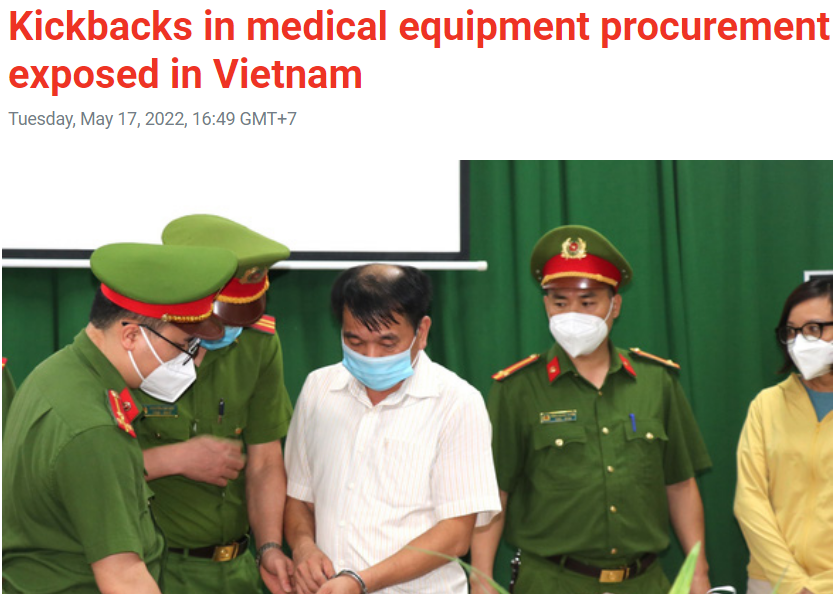 Kickbacks in medical equipment procurement
exposed in Vietnam
Tuesday, May 17, 2022, 16:49 GMT+7